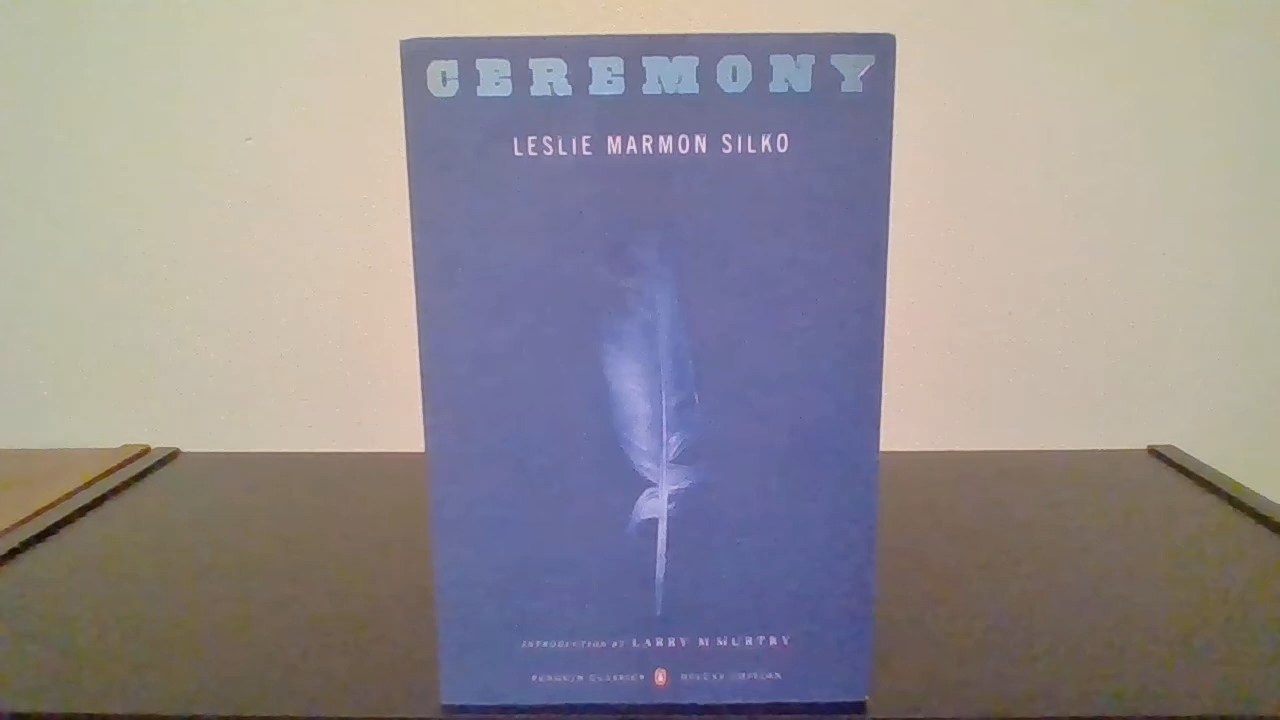 CEREMONY
LESLIE MARMON SILKO
INTRODUCTION BY LARRY McMURTRY
PENGUIN CLASSICS DELUXE EDITION